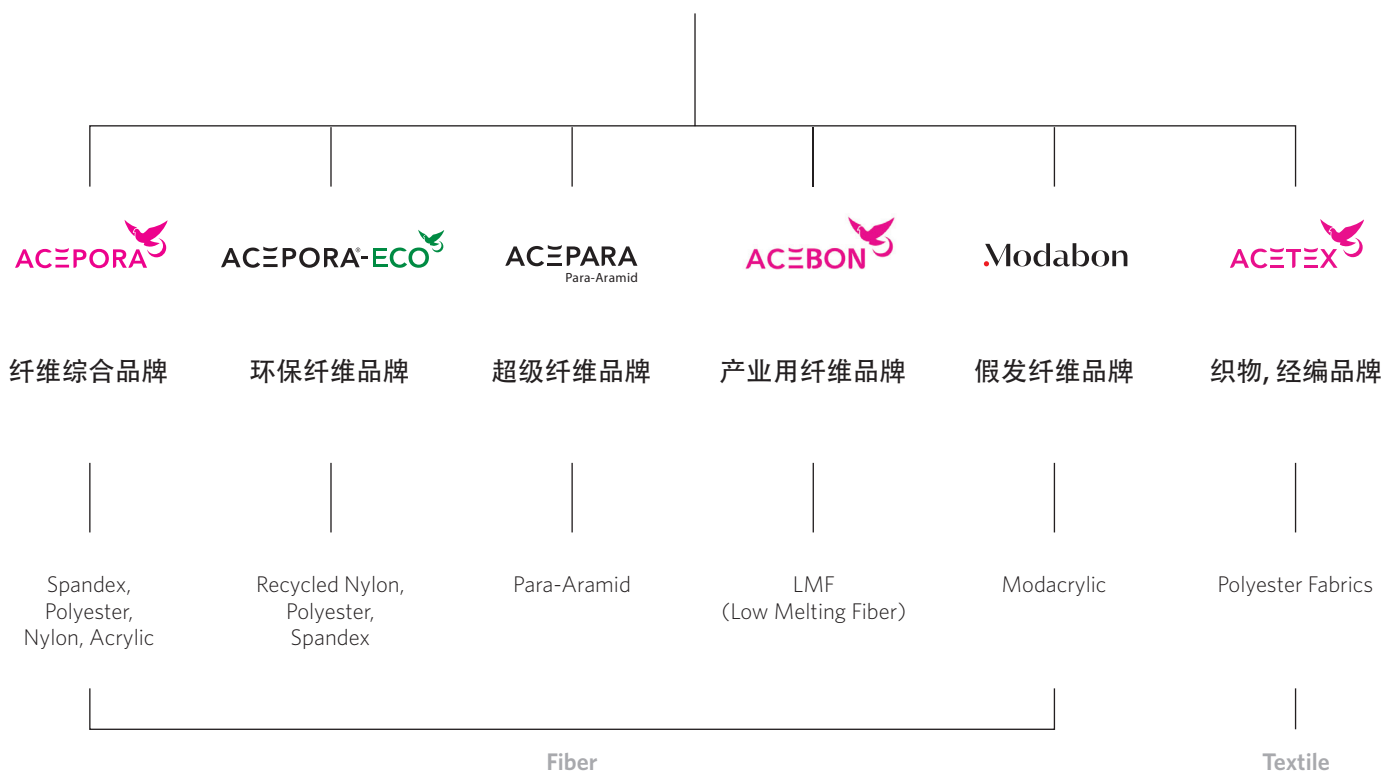 ACEPORA
ACEPORA®-ECO
ACEPARA
Para-Aramid
ACEBON
Modabon
ACETEX
纤维综合品牌
环保纤维品牌
超级纤维品牌
产业用纤维品牌
假发纤维品牌
织物, 经编品牌
Spandex,
Polyester,
Nylon, Acrylic
Recycled Nylon,
Polyester,
Spandex
Para-Aramid
LMF
(Low Melting Fiber)
Modacrylic
Polyester Fabrics
Fiber
Textile